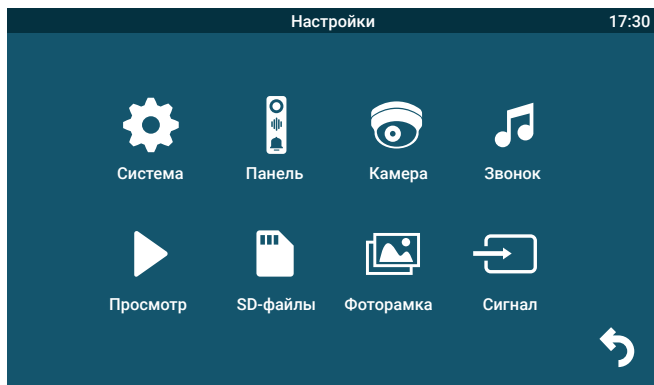 Настройки 17:30
Система Панель Камера Звонок
Просмотр SD-файлы Фоторамка Сигнал